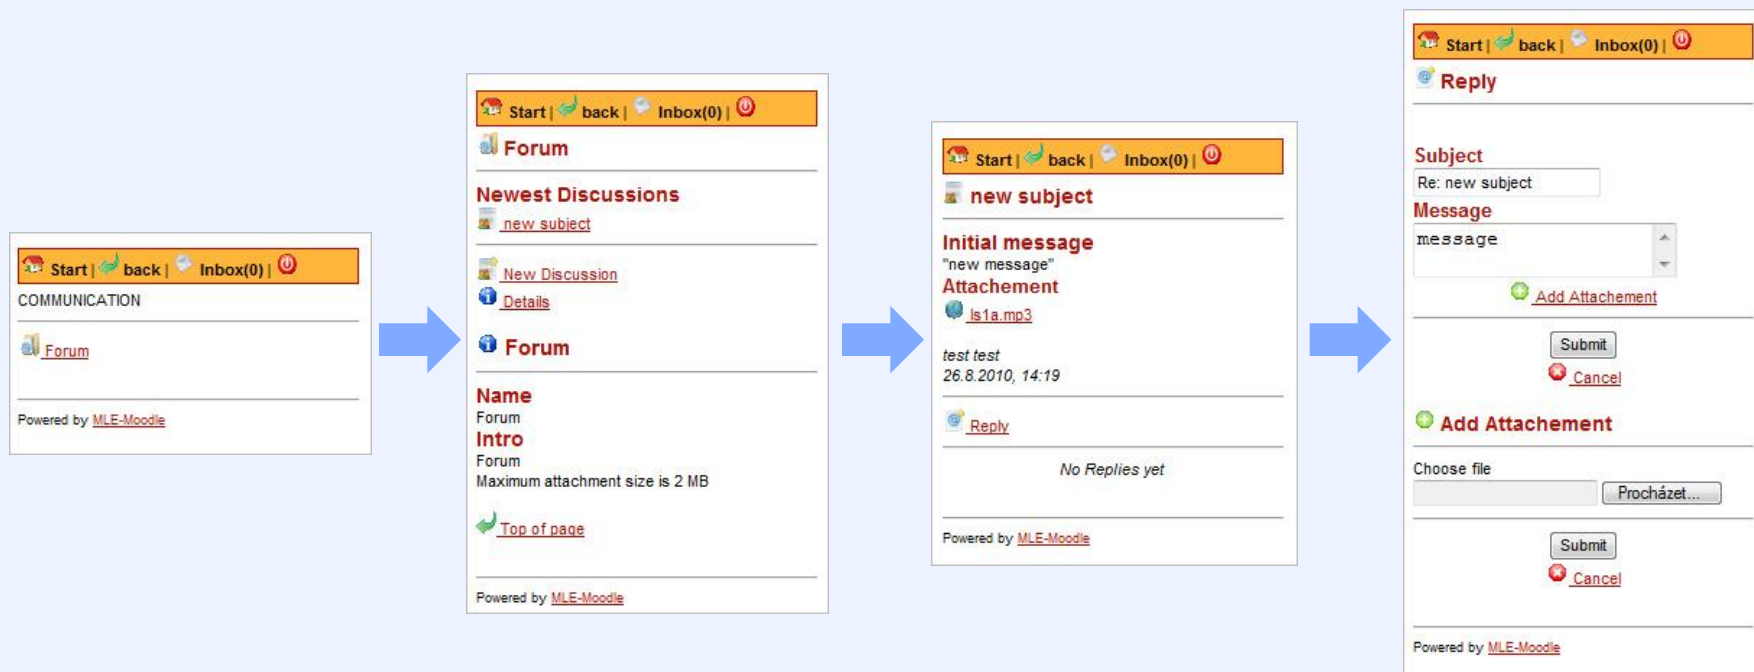 Start | back | Inbox(0) |
COMMUNICATION
Forum
Powered by MLE-Moodle
Start | back | Inbox(0) |
Forum
Newest Discussions
new subject
New Discussion
Details
Forum
Name
Forum
Intro
Forum
Maximum attachment size is 2 MB
Top of page
Powered by MLE-Moodle
Start | back | Inbox(0) |
new subject
Initial message
"new message"
Attachement
ls1a.mp3
test test
26.8.2010, 14:19
Reply
No Replies yet
Powered by MLE-Moodle
Start | back | Inbox(0) |
Reply
Subject
Re: new subject
Message
message
Add Attachement
Submit
Cancel
Add Attachement
Choose file
Procházet...
Submit
Cancel
Powered by MLE-Moodle